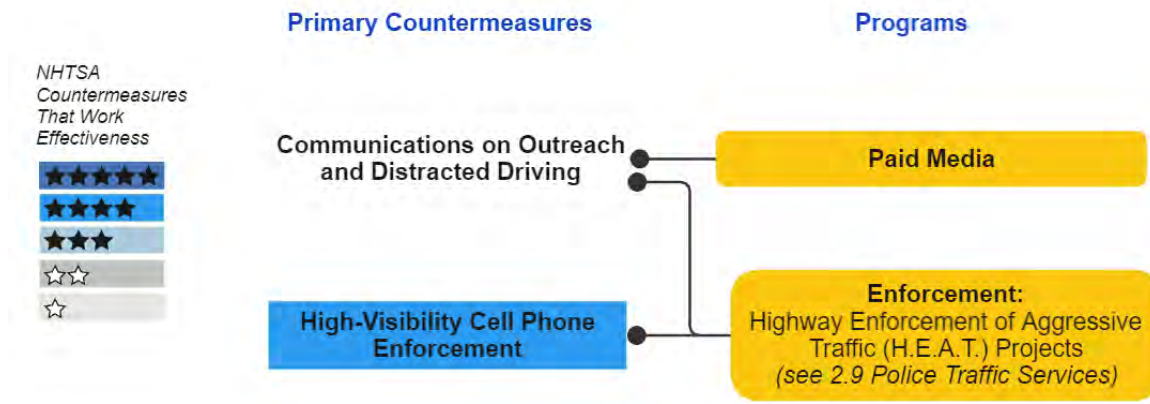 Primary Countermeasures
Programs
NHTSA
Countermeasures
That Work
Effectiveness
Communications on Outreach
and Distracted Driving
Paid Media
High-Visibility Cell Phone
Enforcement
Enforcement:
Highway Enforcement of Aggressive
Traffic (H.E.A.T.) Projects
(see 2.9 Police Traffic Services)